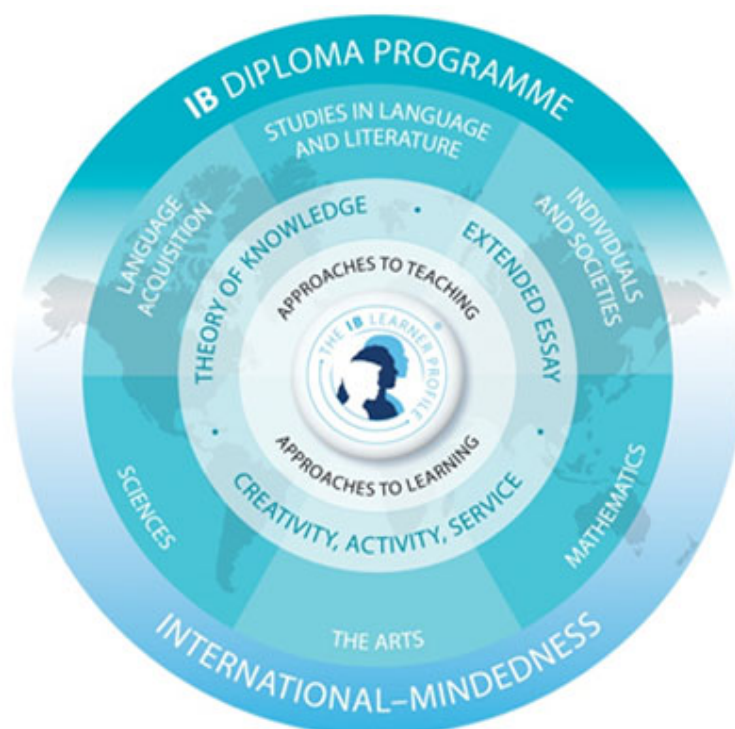 IB DIPLOMA PROGRAMME
STUDIES IN LANGUAGE
AND LITERATURE
LANGUAGE
ACQUISITION
INDIVIDUALS
AND SOCIETIES
THEORY OF KNOWLEDGE
·
EXTENDED ESSAY
APPROACHES TO TEACHING
THE IB LEARNER PROFILE
®
APPROACHES TO LEARNING
·
CREATIVITY, ACTIVITY, SERVICE
·
SCIENCES
MATHEMATICS
THE ARTS
INTERNATIONAL–MINDEDNESS